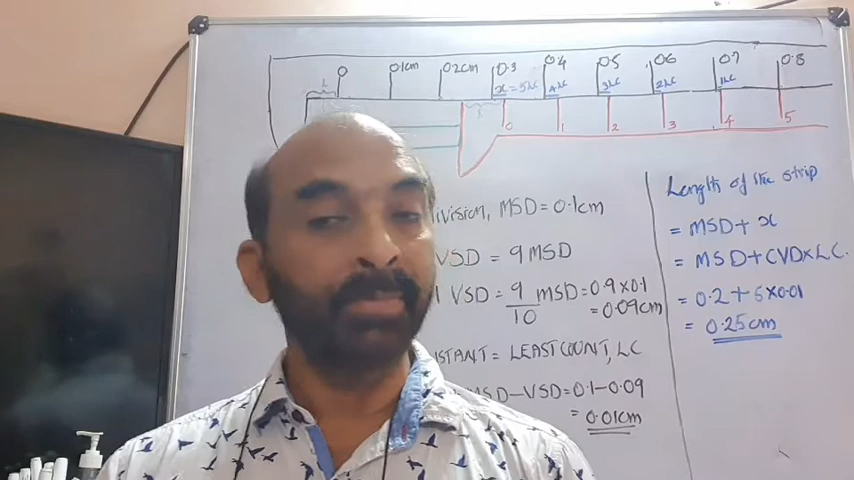 0 0.1cm 0.2cm 0.3 0.4 0.5 0.6 0.7 0.8
L x=5LC 4LC 3LC 2LC 1LC
x
0 1 2 3 4 5
ivision, MSD = 0.1cm
VSD = 9 MSD
1 VSD = 9/10 MSD = 0.9×0.1
= 0.09cm
NSTANT = LEAST COUNT, LC
MSD-VSD = 0.1-0.09
= 0.01cm
Length of the strip
= MSD + x
= MSD + CVD×LC.
= 0.2 + 5×0.01
= 0.25cm